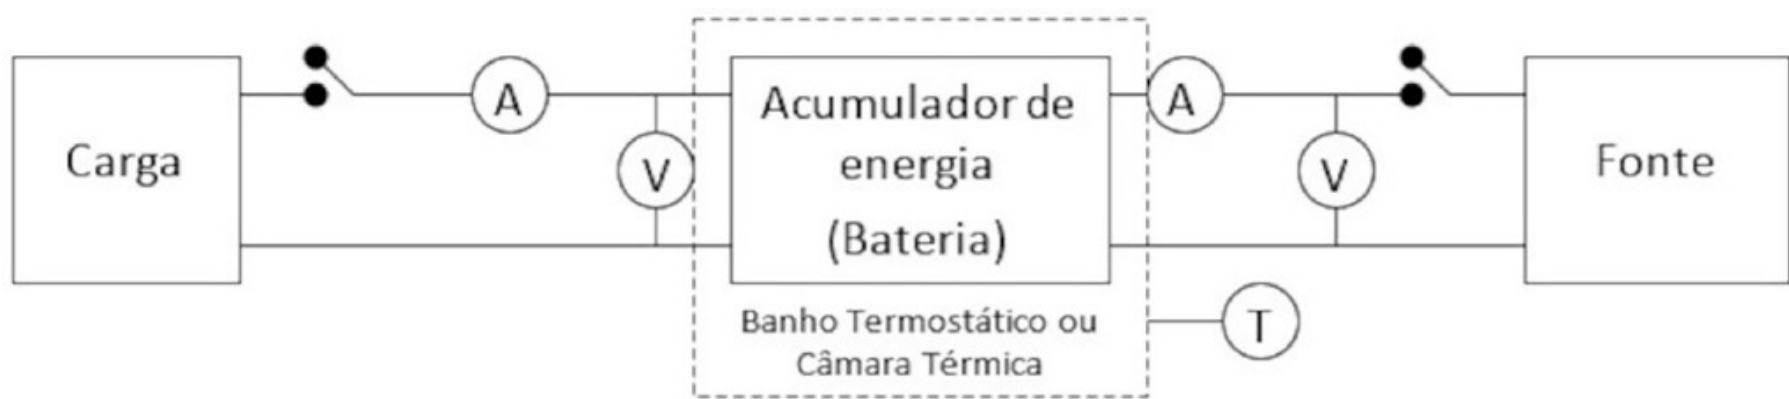 Carga
A
V
Acumulador de
energia
(Bateria)
Banho Termostático ou
Câmara Térmica
A
V
T
Fonte